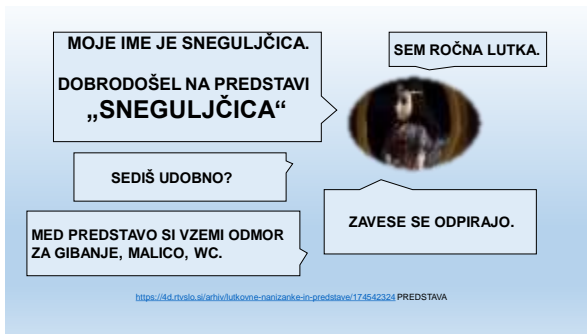 MOJE IME JE SNEGULJČICA.
DOBRODOŠEL NA PREDSTAVI
„SNEGULJČICA“
SEM ROČNA LUTKA.
SEDIŠ UDOBNO?
ZAVESE SE ODPIRAJO.
MED PREDSTAVO SI VZEMI ODMOR
ZA GIBANJE, MALICO, WC.
https://4d.rtvslo.si/arhiv/lutkovne-nanizanke-in-predstave/174542324 PREDSTAVA